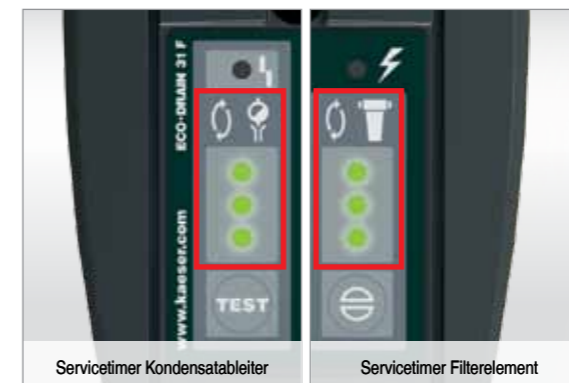 ECO-DRAIN 31 F
www.kaeser.com
TEST
Servicetimer Kondensatableiter
Servicetimer Filterelement